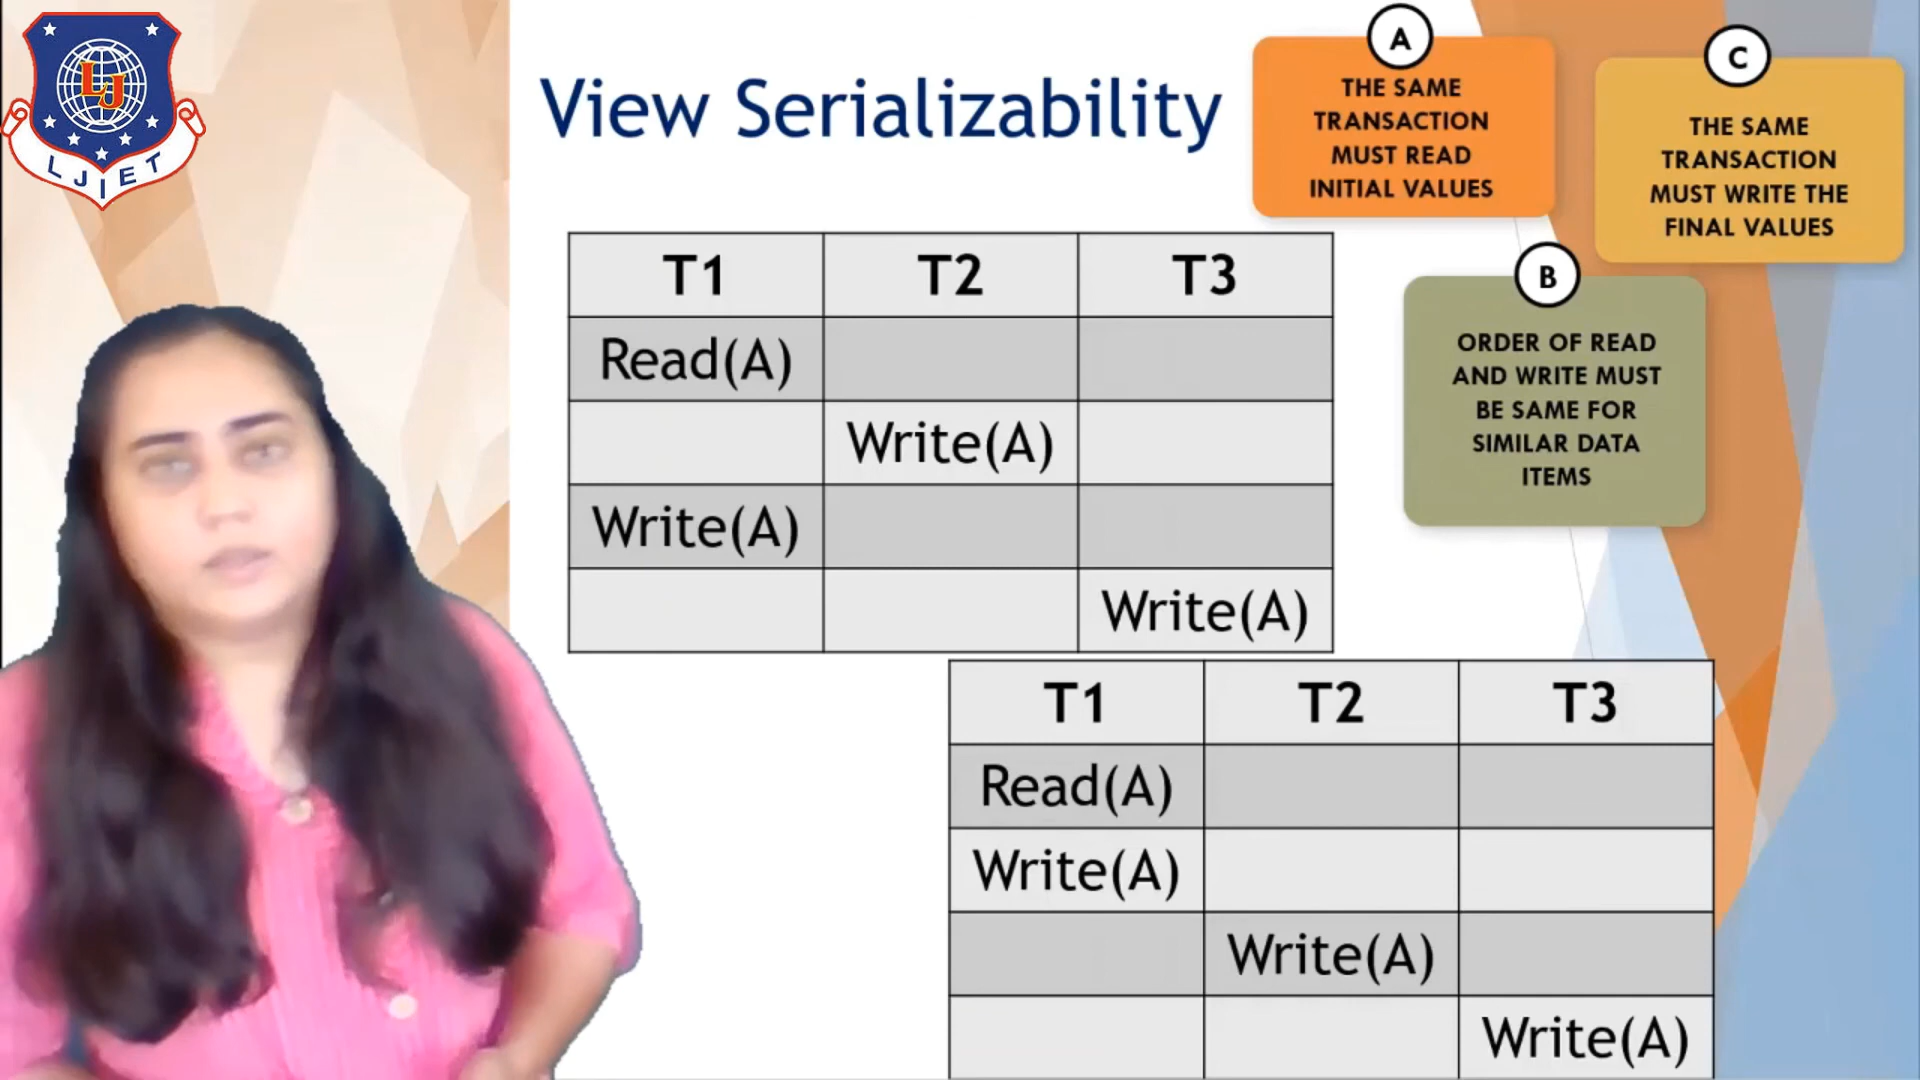 LJ
LJIET
View Serializability
A
THE SAME
TRANSACTION
MUST READ
INITIAL VALUES
C
THE SAME
TRANSACTION
MUST WRITE THE
FINAL VALUES
B
ORDER OF READ
AND WRITE MUST
BE SAME FOR
SIMILAR DATA
ITEMS
T1 T2 T3
Read(A)
Write(A)
Write(A)
Write(A)
T1 T2 T3
Read(A)
Write(A)
Write(A)
Write(A)